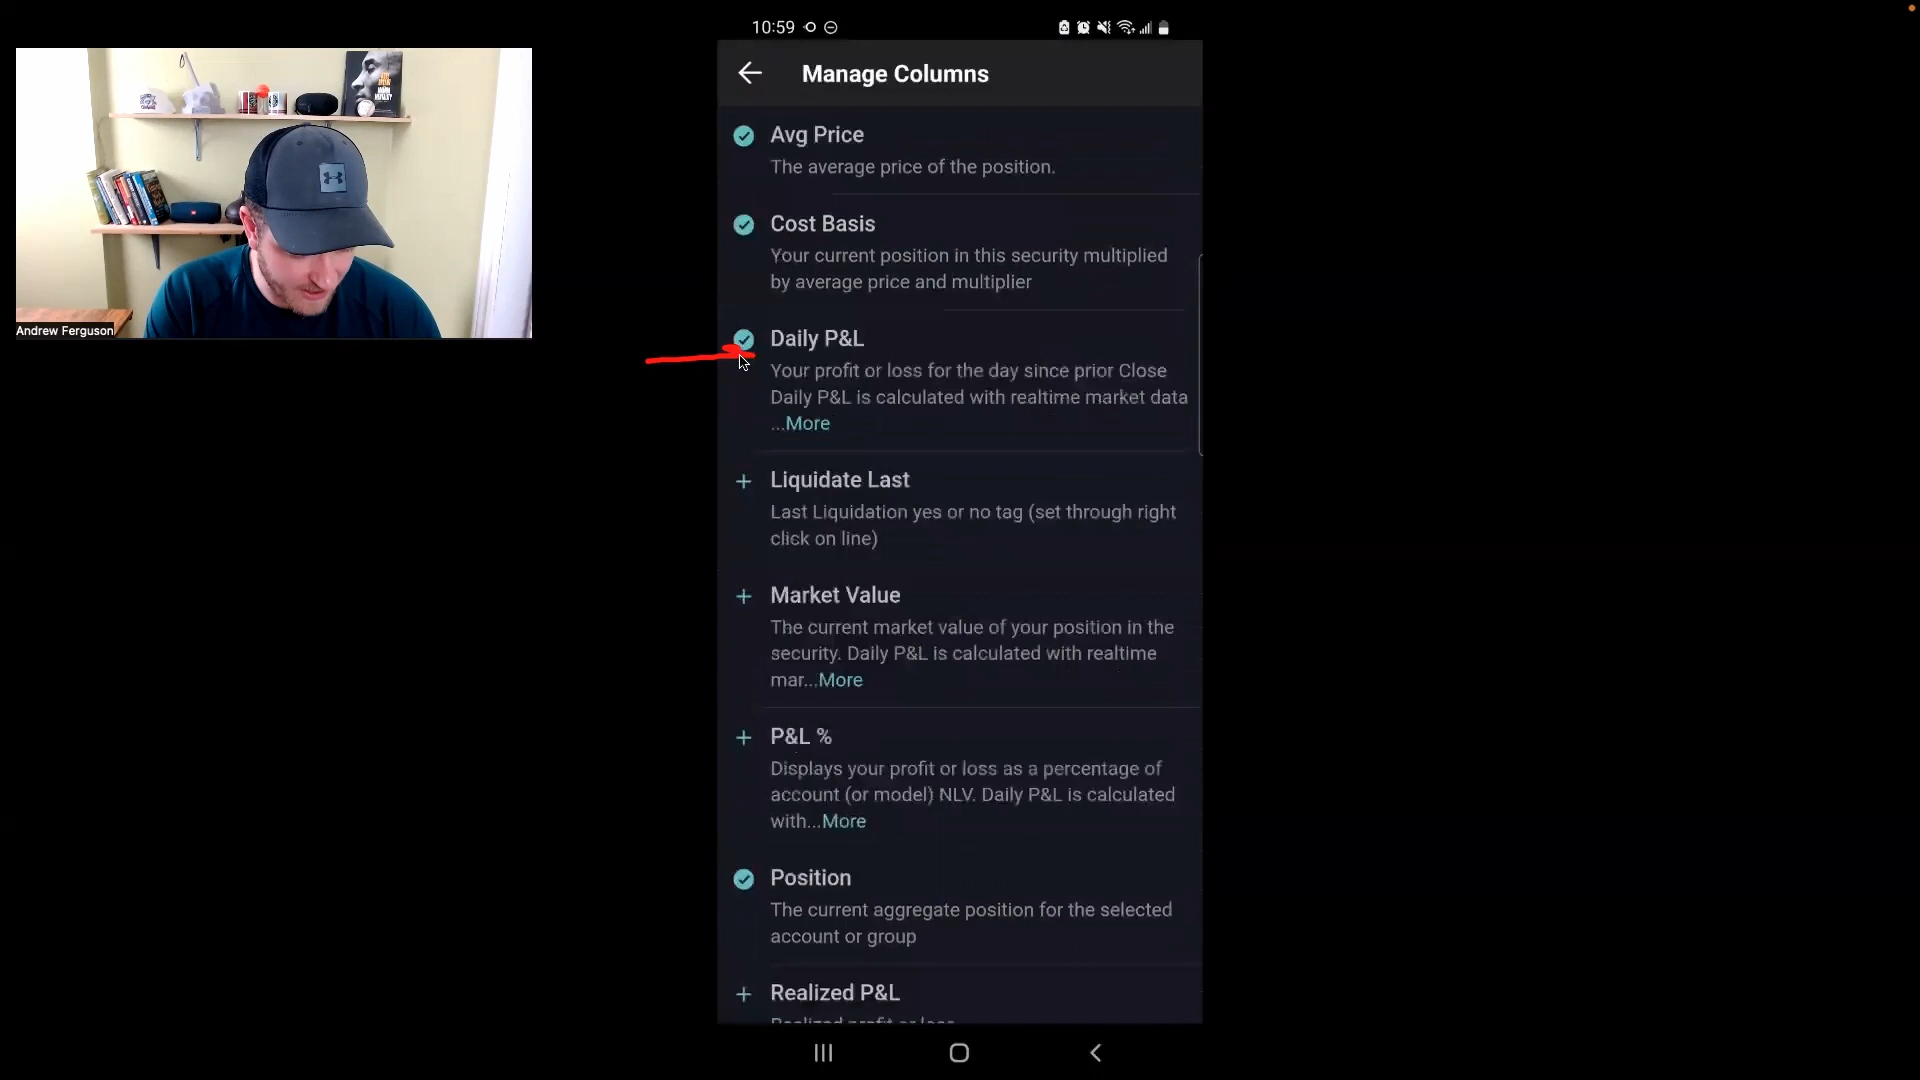 10:59
Manage Columns
Avg Price
The average price of the position.
Cost Basis
Your current position in this security multiplied
by average price and multiplier
Daily P&L
Your profit or loss for the day since prior Close
Daily P&L is calculated with realtime market data
...More
Liquidate Last
Last Liquidation yes or no tag (set through right
click on line)
Market Value
The current market value of your position in the
security. Daily P&L is calculated with realtime
mar...More
P&L %
Displays your profit or loss as a percentage of
account (or model) NLV. Daily P&L is calculated
with...More
Position
The current aggregate position for the selected
account or group
Realized P&L
Realized profit or loss
Andrew Ferguson